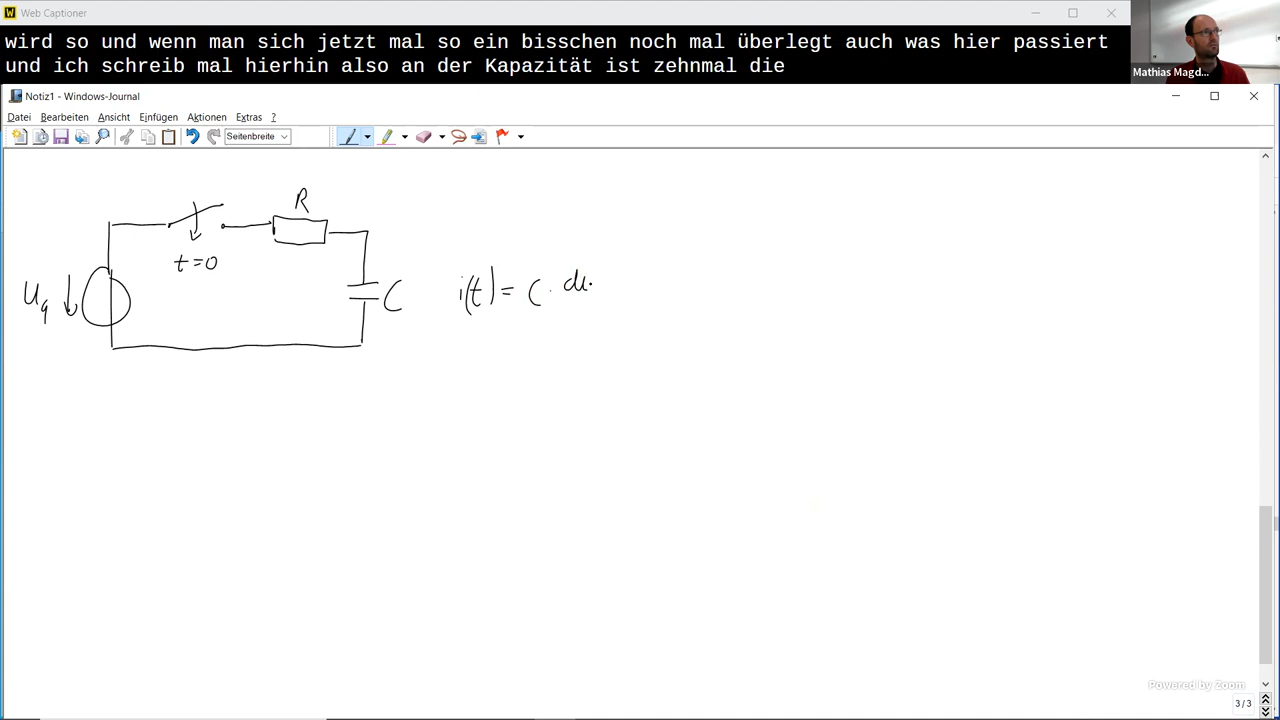 Web Captioner
wird so und wenn man sich jetzt mal so ein bisschen noch mal überlegt auch was hier passiert
und ich schreib mal hierhin also an der Kapazität ist zehnmal die
Mathias Magd...
Notiz1 - Windows-Journal
Datei Bearbeiten Ansicht Einfügen Aktionen Extras ?
Seitenbreite
R
t=0
Uq
C
i(t) = C · du
Powered by Zoom
3/3